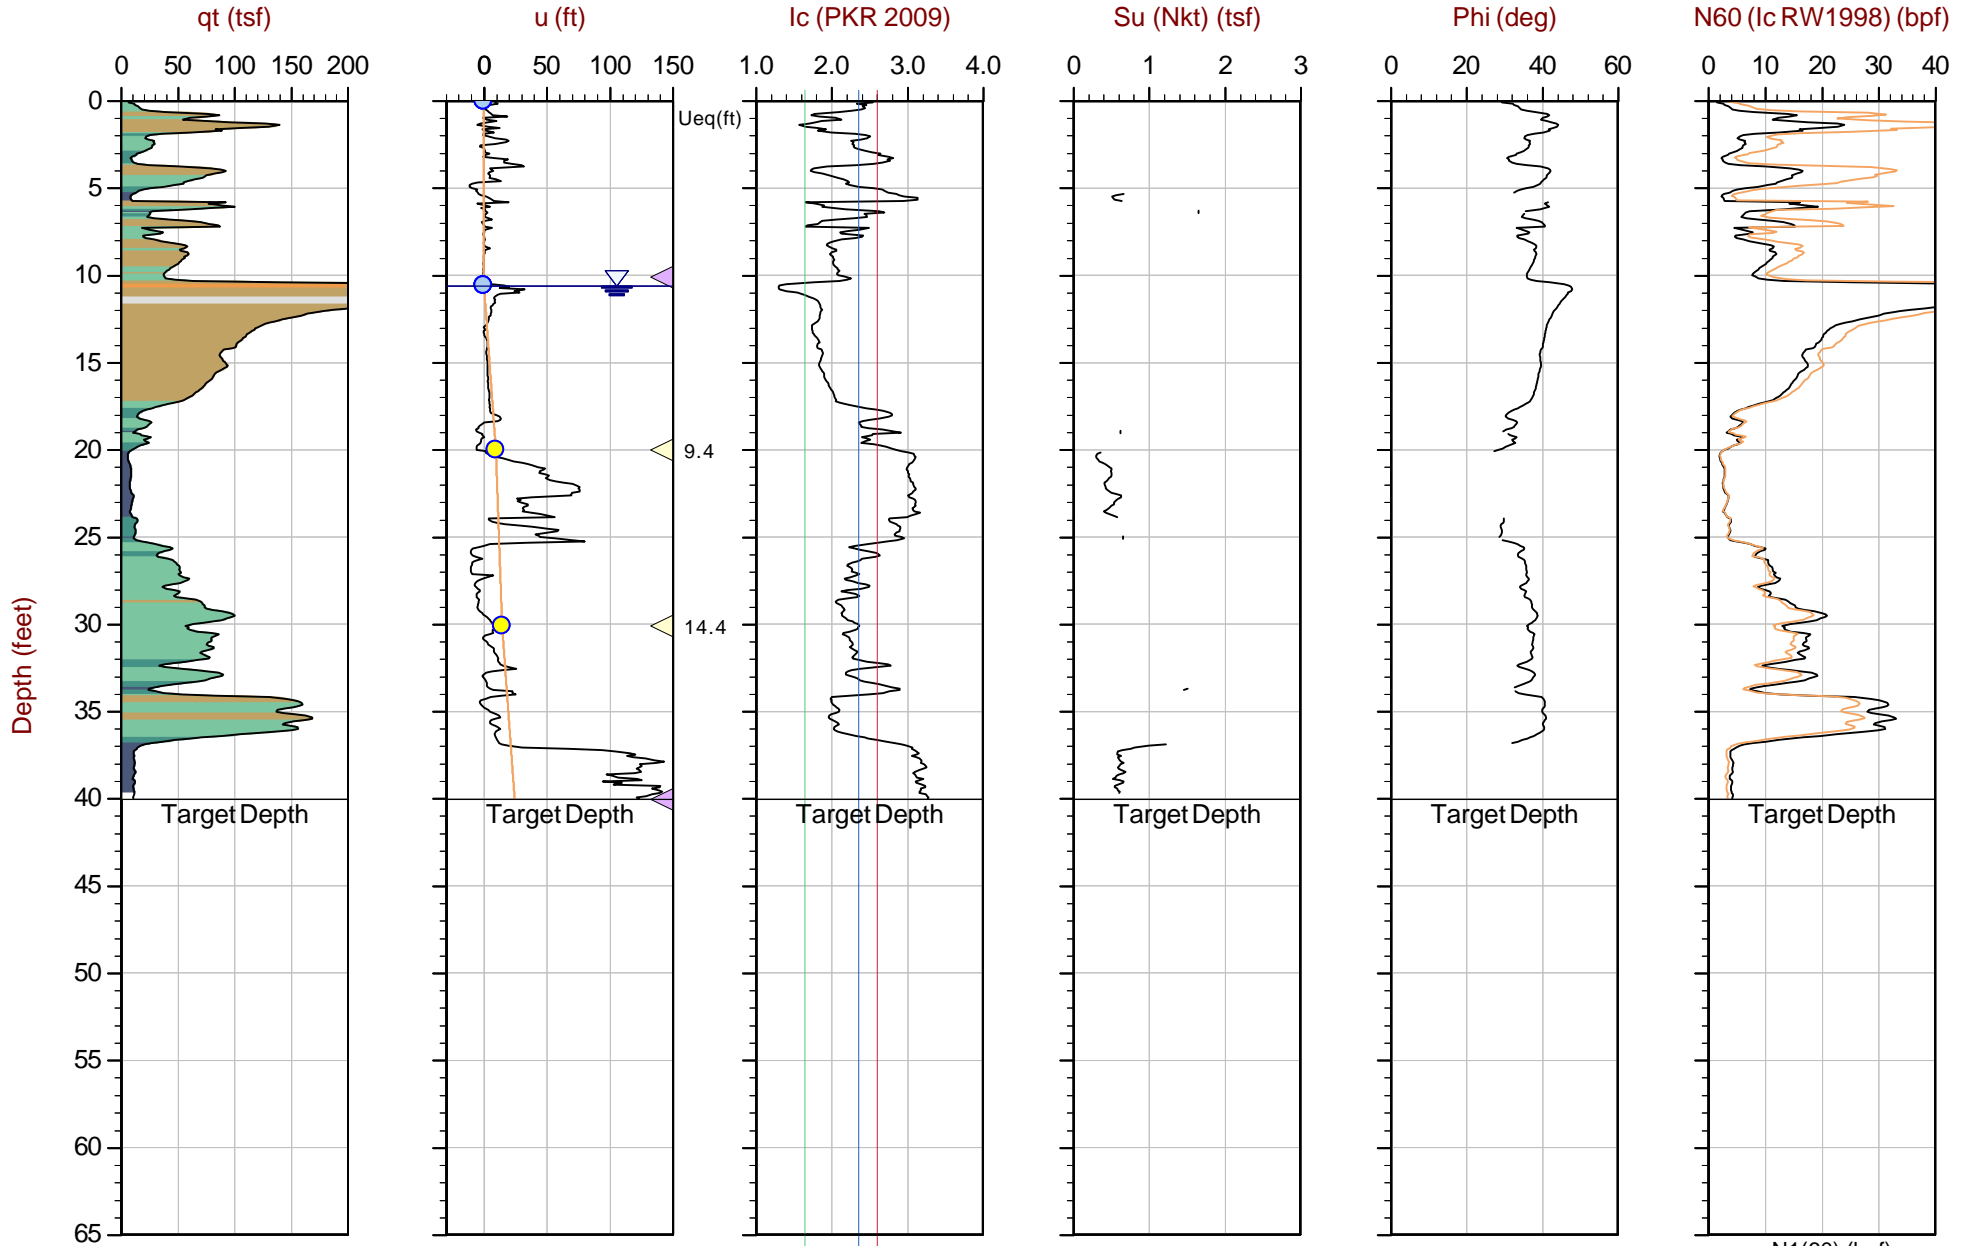 qt (tsf) u (ft) Ic (PKR 2009) Su (Nkt) (tsf) Phi (deg) N60 (Ic RW1998) (bpf)
0 50 100 150 200 0 50 100 150 1.0 2.0 3.0 4.0 0 1 2 3 0 20 40 60 0 10 20 30 40
0
Ueq(ft)
5
10
15
20 9.4
25
30 14.4
Depth (feet)
35
40
Target Depth Target Depth Target Depth Target Depth Target Depth Target Depth
45
50
55
60
65